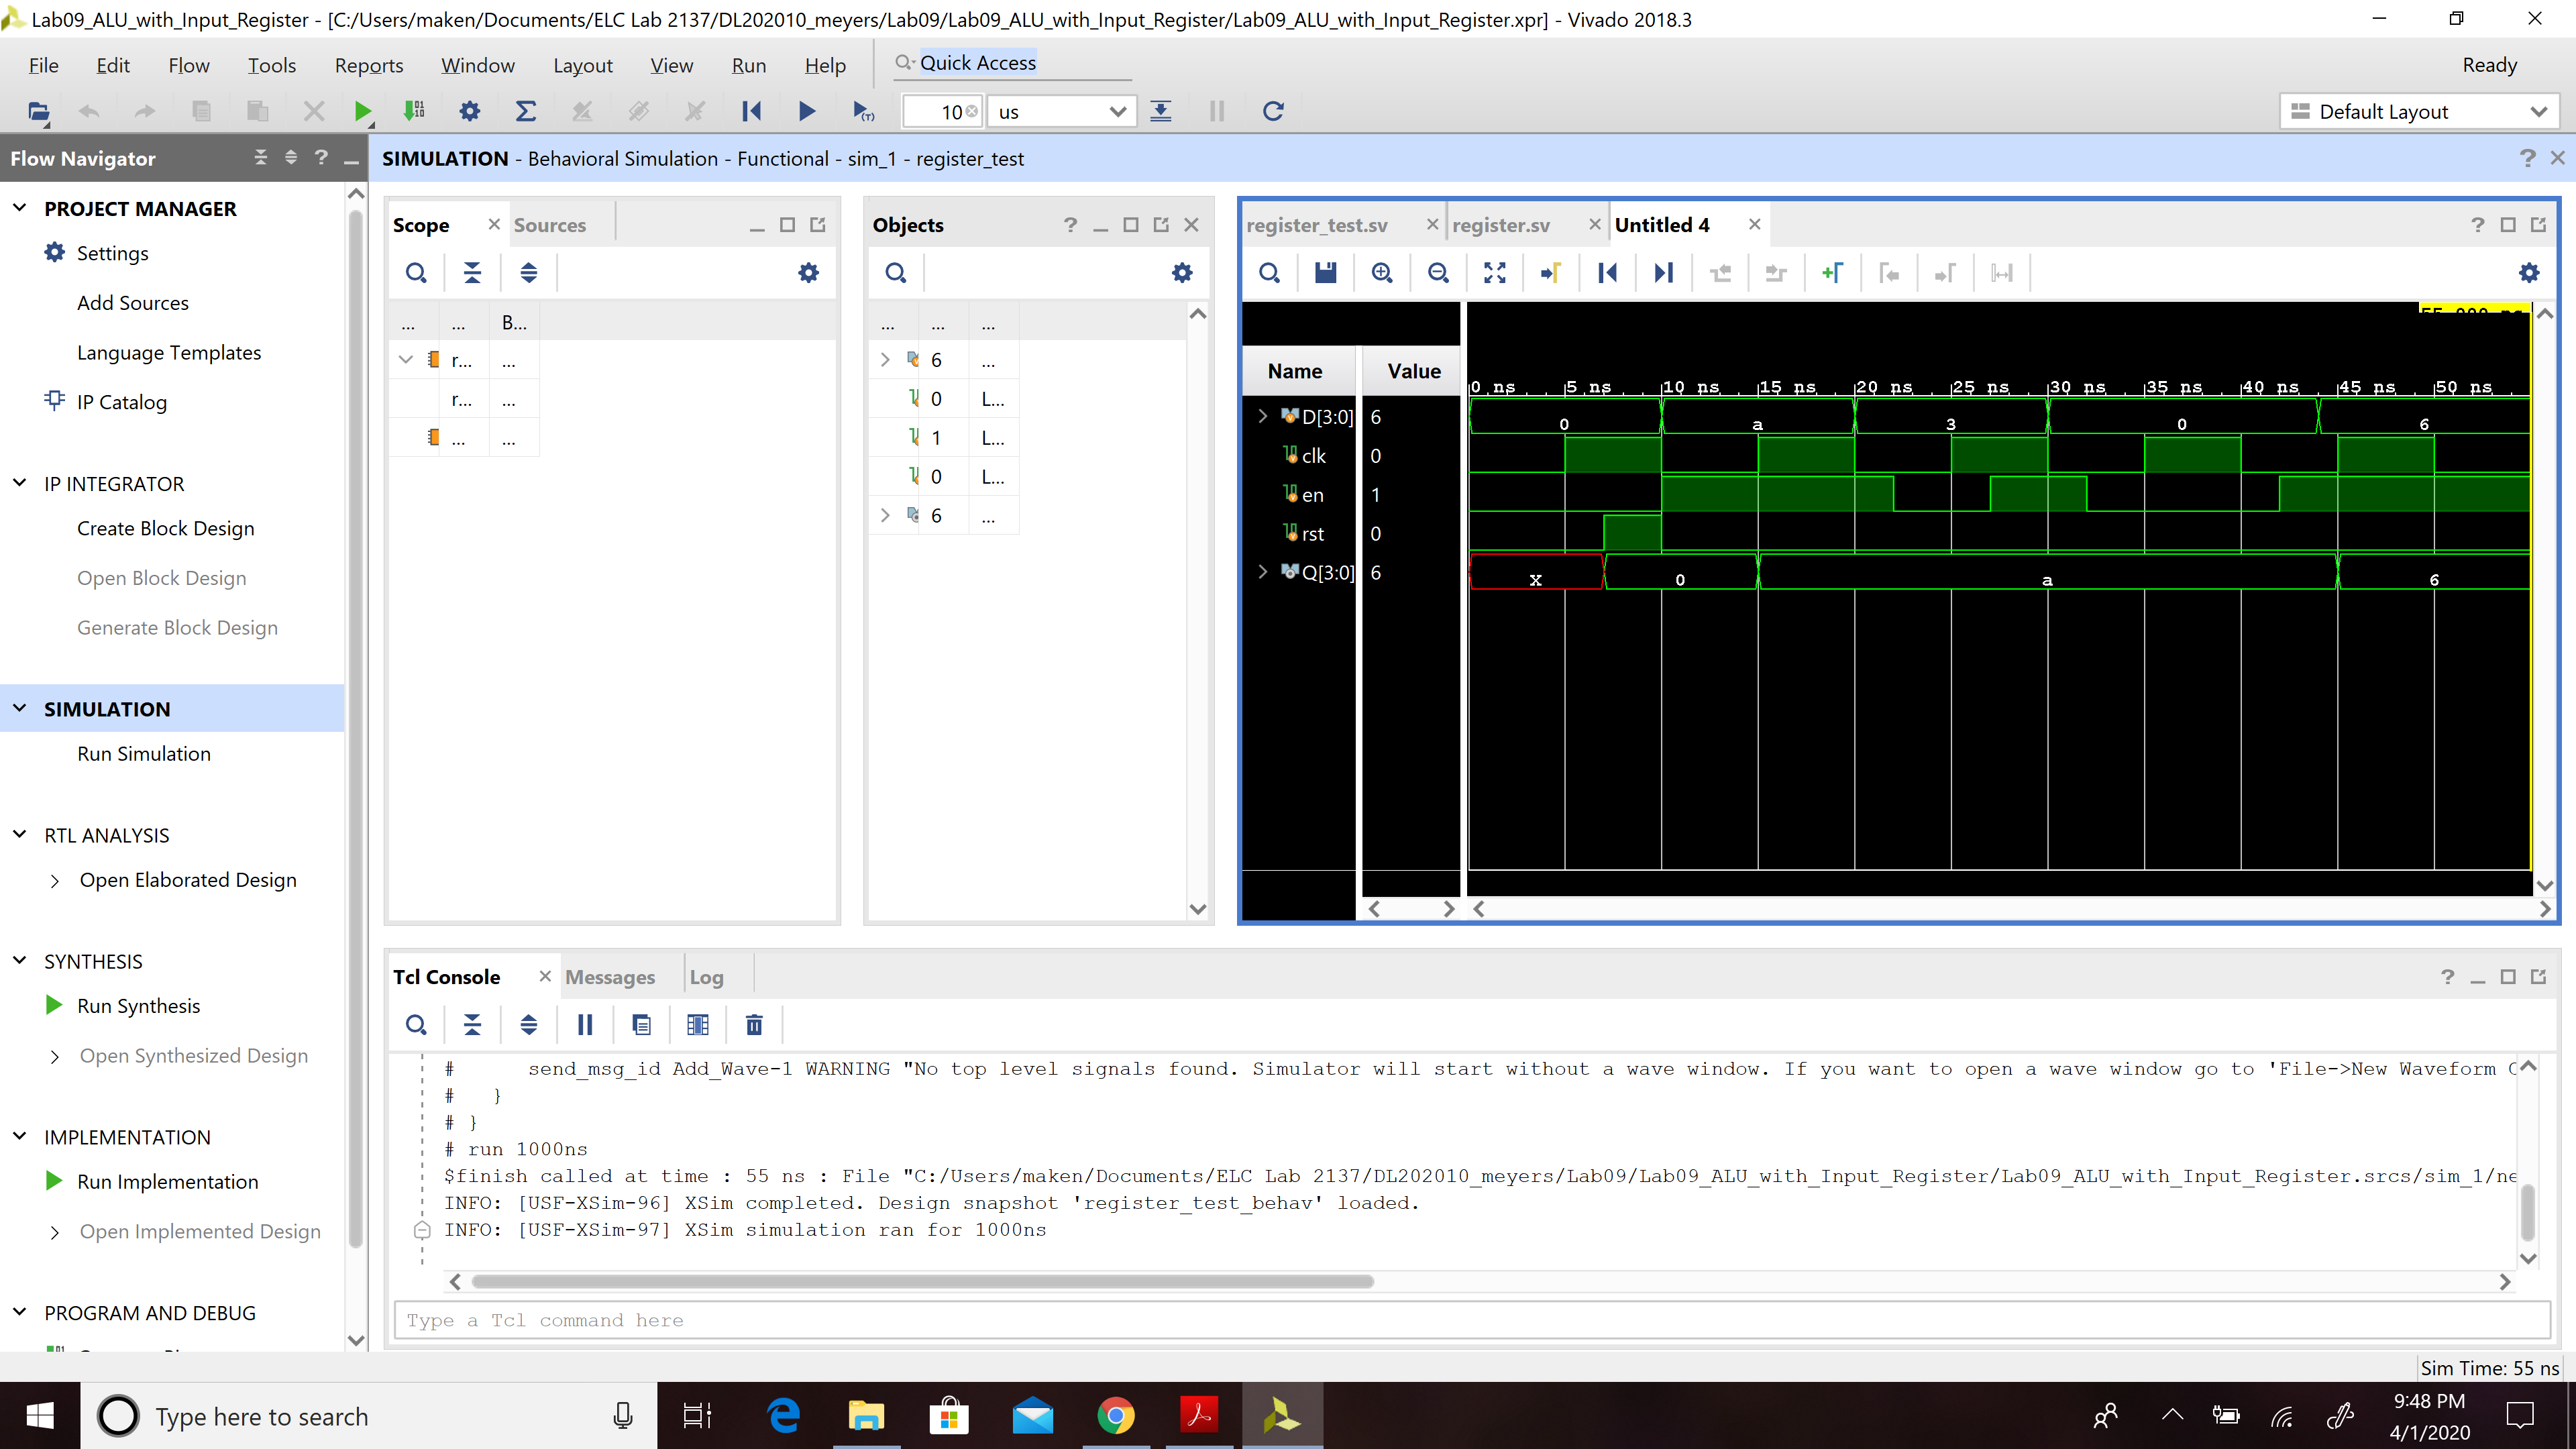 Lab09_ALU_with_Input_Register - [C:/Users/maken/Documents/ELC Lab 2137/DL202010_meyers/Lab09/Lab09_ALU_with_Input_Register/Lab09_ALU_with_Input_Register.xpr] - Vivado 2018.3
File Edit Flow Tools Reports Window Layout View Run Help Quick Access Ready
10 us Default Layout
Flow Navigator
SIMULATION - Behavioral Simulation - Functional - sim_1 - register_test
PROJECT MANAGER
Settings
Add Sources
Language Templates
IP Catalog
IP INTEGRATOR
Create Block Design
Open Block Design
Generate Block Design
SIMULATION
Run Simulation
RTL ANALYSIS
Open Elaborated Design
SYNTHESIS
Run Synthesis
Open Synthesized Design
IMPLEMENTATION
Run Implementation
Open Implemented Design
PROGRAM AND DEBUG
Scope Sources
... ... B...
r... ...
r... ...
... ...
Objects
... ... ...
6 ...
0 L...
1 L...
0 L...
6 ...
register_test.sv register.sv Untitled 4
Name Value
0 ns 5 ns 10 ns 15 ns 20 ns 25 ns 30 ns 35 ns 40 ns 45 ns 50 ns
D[3:0] 6 0 a 3 0 6
clk 0
en 1
rst 0
Q[3:0] 6 X 0 a 6
Tcl Console Messages Log
# send_msg_id Add_Wave-1 WARNING "No top level signals found. Simulator will start without a wave window. If you want to open a wave window go to 'File->New Waveform
# }
# }
# run 1000ns
$finish called at time : 55 ns : File "C:/Users/maken/Documents/ELC Lab 2137/DL202010_meyers/Lab09/Lab09_ALU_with_Input_Register/Lab09_ALU_with_Input_Register.srcs/sim_1/ne
INFO: [USF-XSim-96] XSim completed. Design snapshot 'register_test_behav' loaded.
INFO: [USF-XSim-97] XSim simulation ran for 1000ns
Type a Tcl command here
Sim Time: 55 ns
Type here to search
9:48 PM
4/1/2020